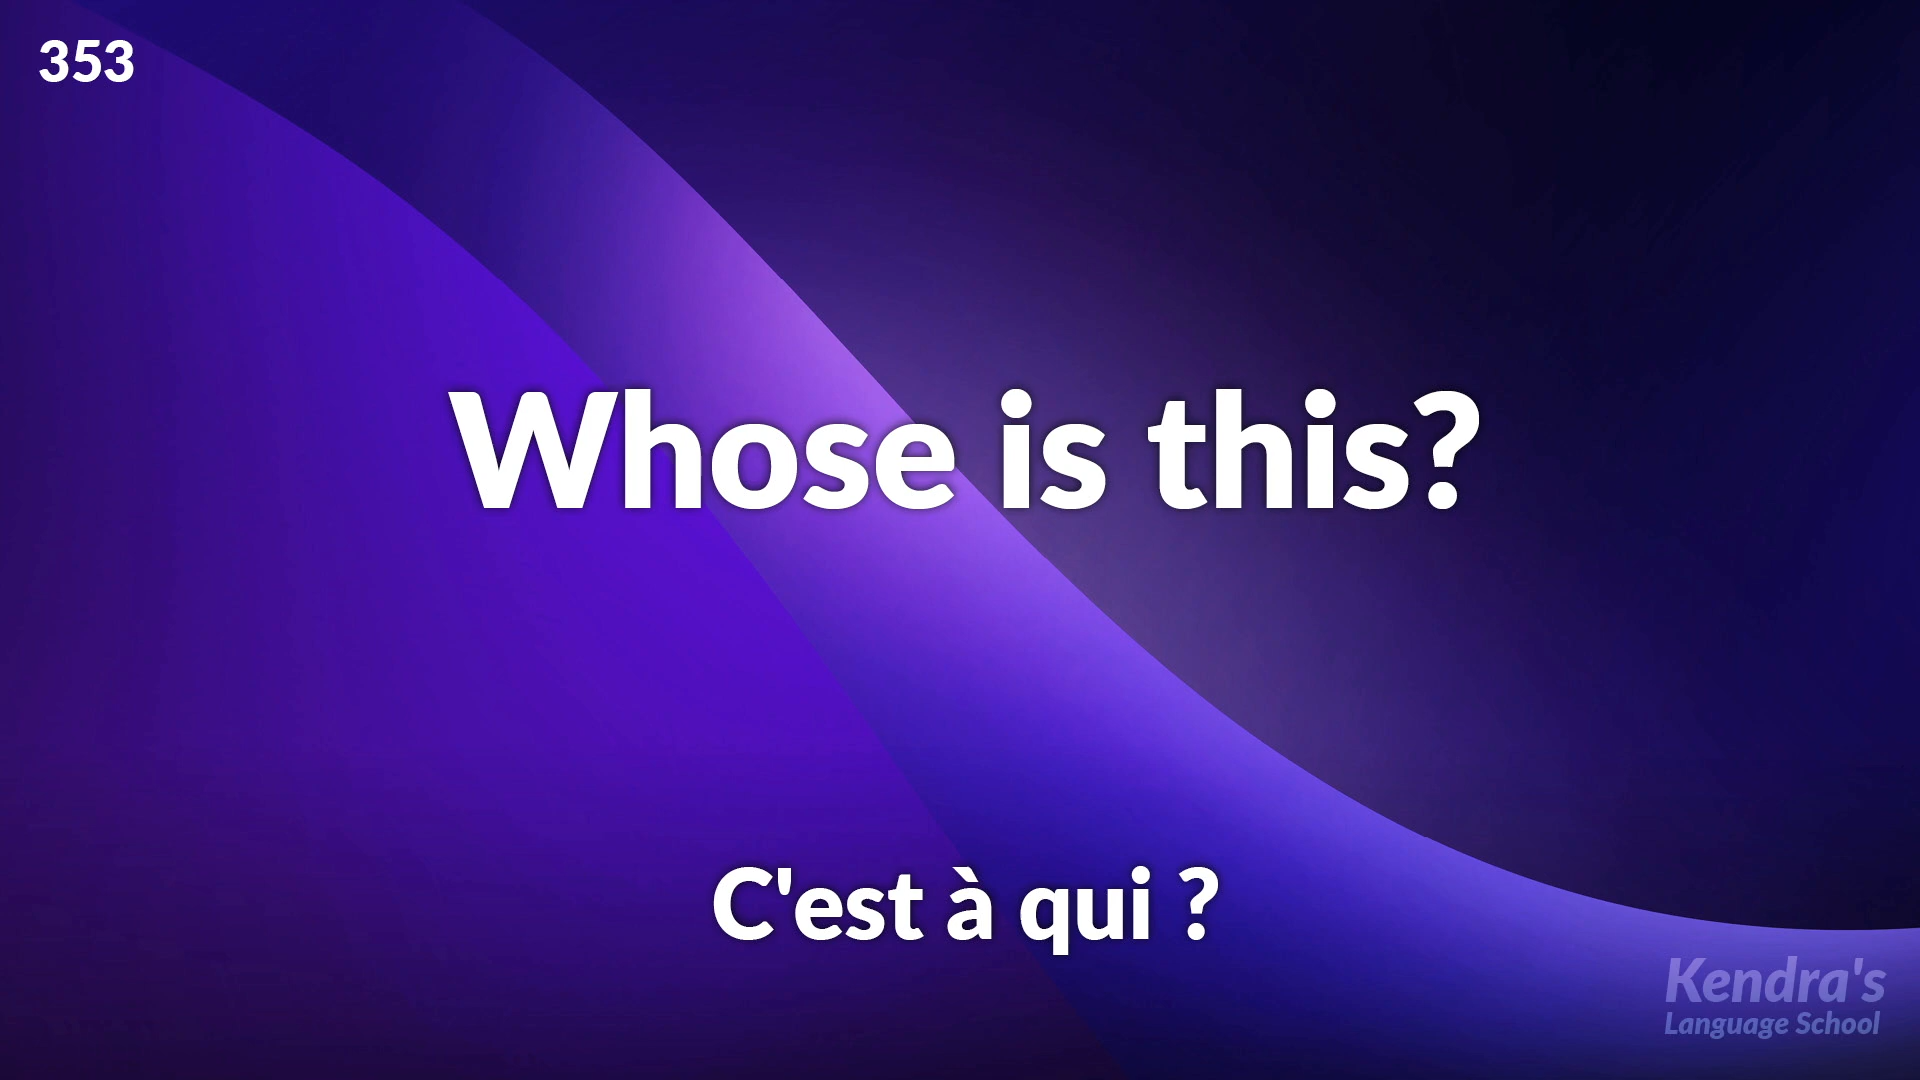 353
Whose is this?
C'est à qui ?
Kendra's
Language School